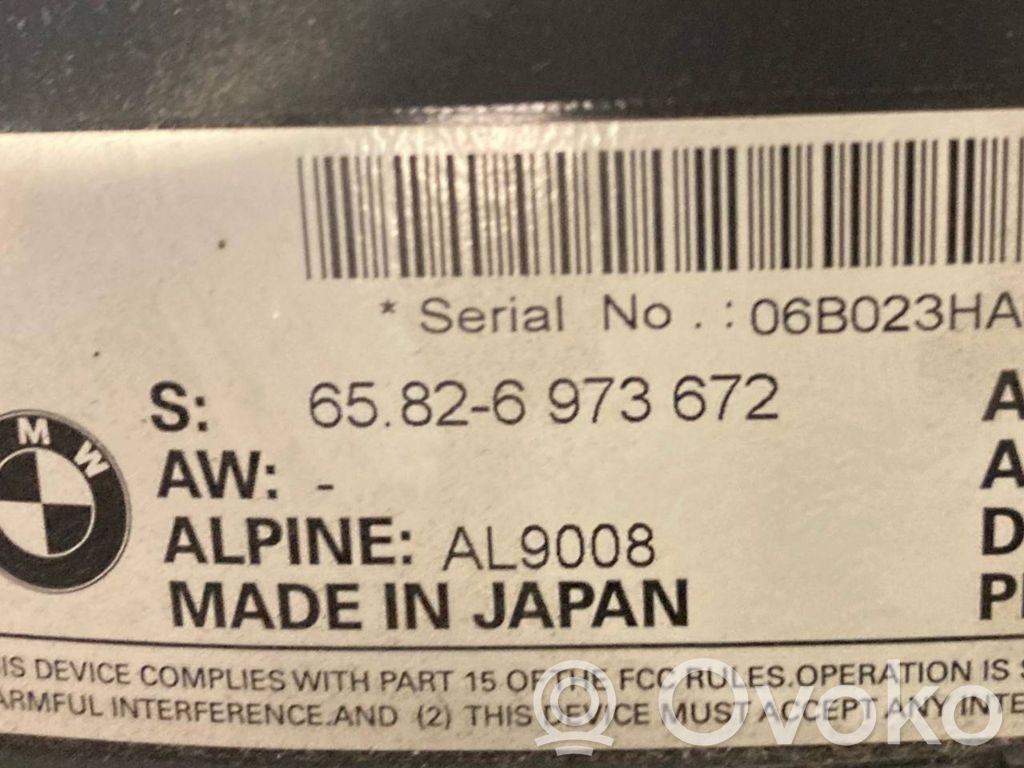 * Serial No . : 06B023HA
S: 65.82-6 973 672 A
AW: - A
ALPINE: AL9008 D
MADE IN JAPAN P
M W
IS DEVICE COMPLIES WITH PART 15 OF THE FCC RULES.OPERATION IS S
ARMFUL INTERFERENCE.AND (2) THIS DEVICE MUST ACCEPT ANY INTE
Ovoko